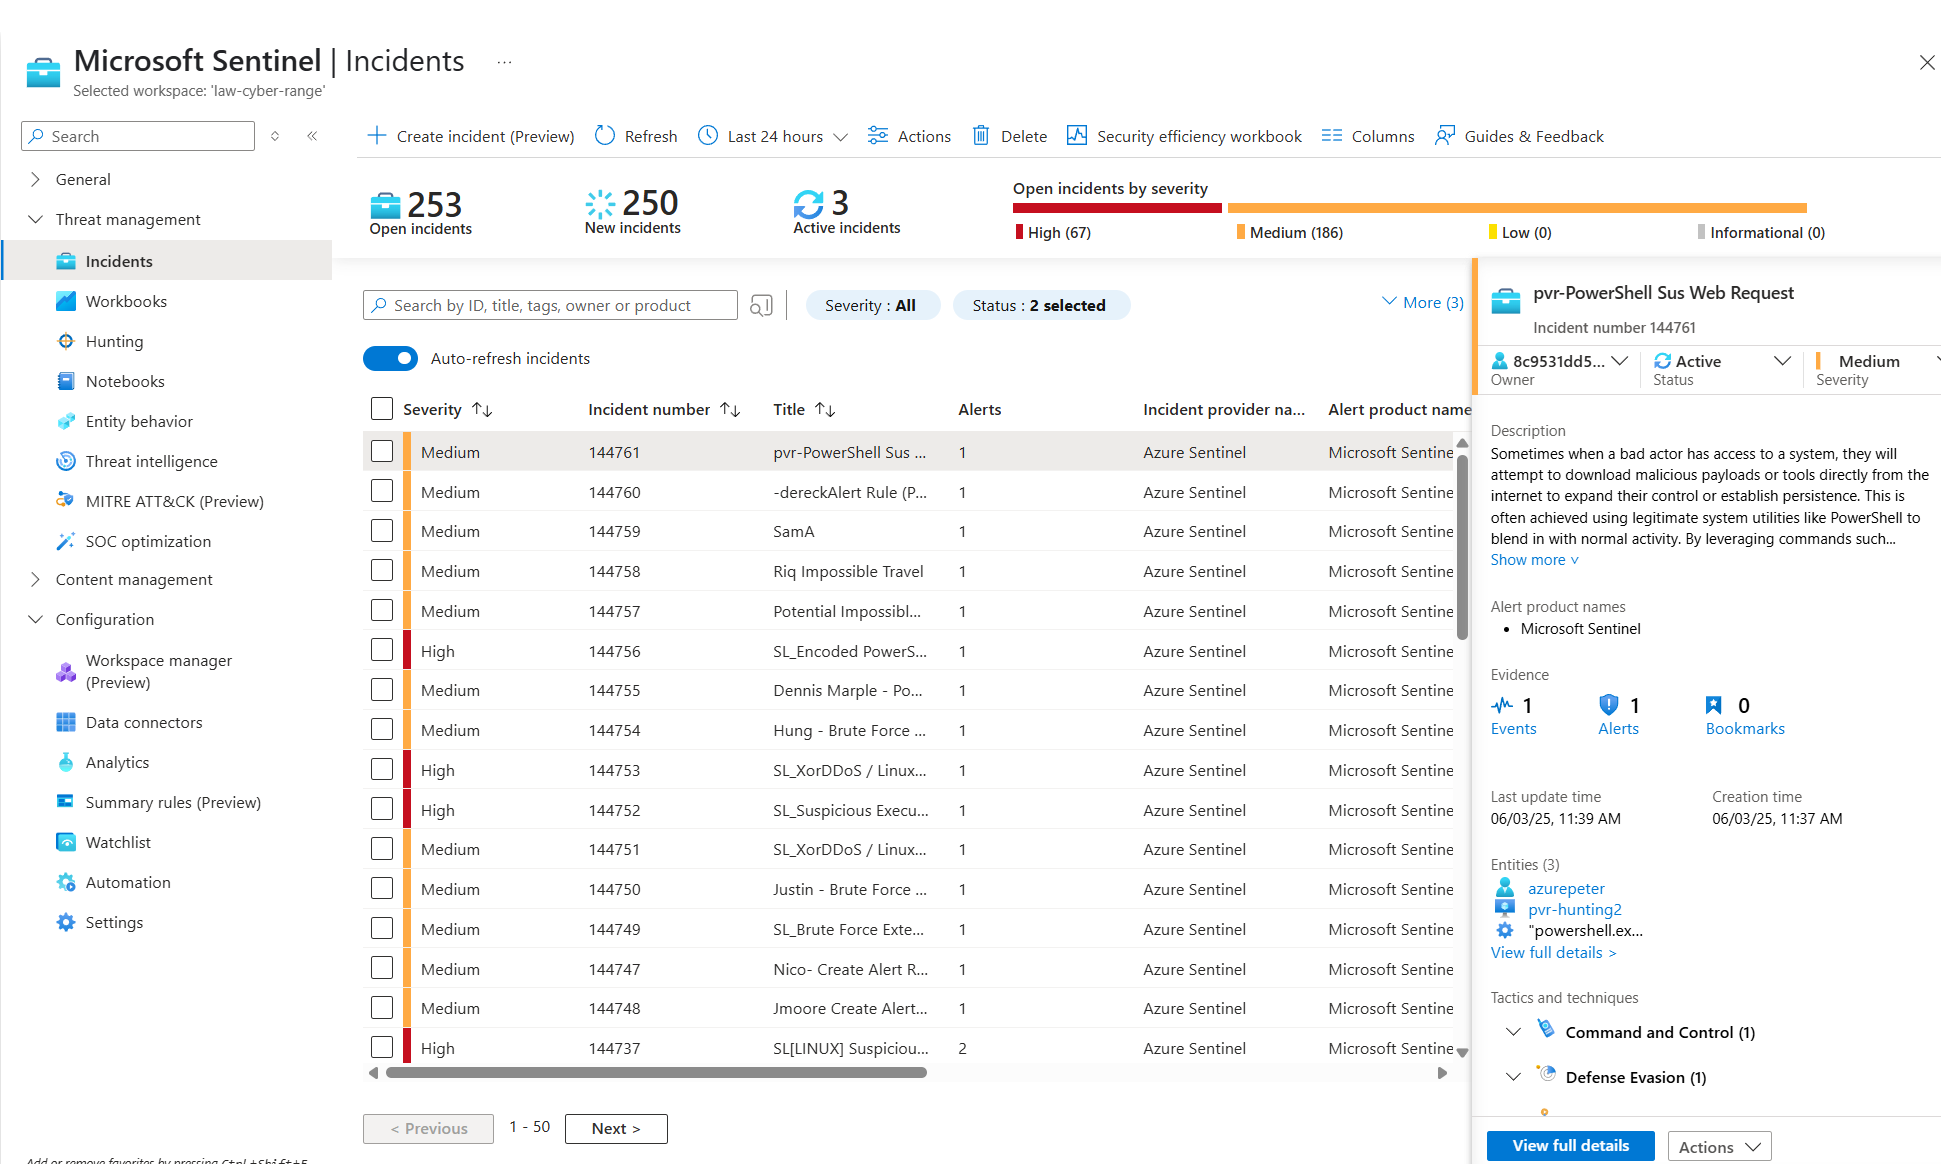 Microsoft Sentinel | Incidents ...
Selected workspace: 'law-cyber-range'
Search
General
Threat management
Incidents
Workbooks
Hunting
Notebooks
Entity behavior
Threat intelligence
MITRE ATT&CK (Preview)
SOC optimization
Content management
Configuration
Workspace manager
(Preview)
Data connectors
Analytics
Summary rules (Preview)
Watchlist
Automation
Settings
Add or remove favorites by pressing Ctrl+Shift+F
Create incident (Preview) Refresh Last 24 hours Actions Delete Security efficiency workbook Columns Guides & Feedback
253
Open incidents
250
New incidents
3
Active incidents
Open incidents by severity
High (67) Medium (186) Low (0) Informational (0)
Search by ID, title, tags, owner or product Severity : All Status : 2 selected More (3)
Auto-refresh incidents
Severity Incident number Title Alerts Incident provider na... Alert product name
Medium 144761 pvr-PowerShell Sus ... 1 Azure Sentinel Microsoft Sentine
Medium 144760 -dereckAlert Rule (P... 1 Azure Sentinel Microsoft Sentine
Medium 144759 SamA 1 Azure Sentinel Microsoft Sentine
Medium 144758 Riq Impossible Travel 1 Azure Sentinel Microsoft Sentine
Medium 144757 Potential Impossibl... 1 Azure Sentinel Microsoft Sentine
High 144756 SL_Encoded PowerS... 1 Azure Sentinel Microsoft Sentine
Medium 144755 Dennis Marple - Po... 1 Azure Sentinel Microsoft Sentine
Medium 144754 Hung - Brute Force ... 1 Azure Sentinel Microsoft Sentine
High 144753 SL_XorDDoS / Linux... 1 Azure Sentinel Microsoft Sentine
High 144752 SL_Suspicious Execu... 1 Azure Sentinel Microsoft Sentine
Medium 144751 SL_XorDDoS / Linux... 1 Azure Sentinel Microsoft Sentine
Medium 144750 Justin - Brute Force ... 1 Azure Sentinel Microsoft Sentine
Medium 144749 SL_Brute Force Exte... 1 Azure Sentinel Microsoft Sentine
Medium 144747 Nico- Create Alert R... 1 Azure Sentinel Microsoft Sentine
Medium 144748 Jmoore Create Alert... 1 Azure Sentinel Microsoft Sentine
High 144737 SL[LINUX] Suspiciou... 2 Azure Sentinel Microsoft Sentine
< Previous 1 - 50 Next >
pvr-PowerShell Sus Web Request
Incident number 144761
8c9531dd5... Active Medium
Owner Status Severity
Description
Sometimes when a bad actor has access to a system, they will
attempt to download malicious payloads or tools directly from the
internet to expand their control or establish persistence. This is
often achieved using legitimate system utilities like PowerShell to
blend in with normal activity. By leveraging commands such...
Show more
Alert product names
• Microsoft Sentinel
Evidence
1 1 0
Events Alerts Bookmarks
Last update time Creation time
06/03/25, 11:39 AM 06/03/25, 11:37 AM
Entities (3)
azurepeter
pvr-hunting2
"powershell.ex...
View full details >
Tactics and techniques
Command and Control (1)
Defense Evasion (1)
View full details Actions